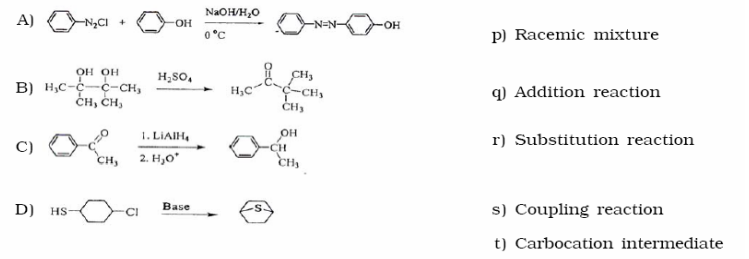 A) N₂Cl + OH NaOH/H₂O 0 °C N=N OH
p) Racemic mixture
B) OH OH H₃C-C-C-CH₃ CH₃ CH₃ H₂SO₄ O H₃C C CH₃ C-CH₃ CH₃
q) Addition reaction
C) O C CH₃ 1. LiAlH₄ 2. H₃O⁺ OH CH CH₃
r) Substitution reaction
D) HS Cl Base S
s) Coupling reaction
t) Carbocation intermediate